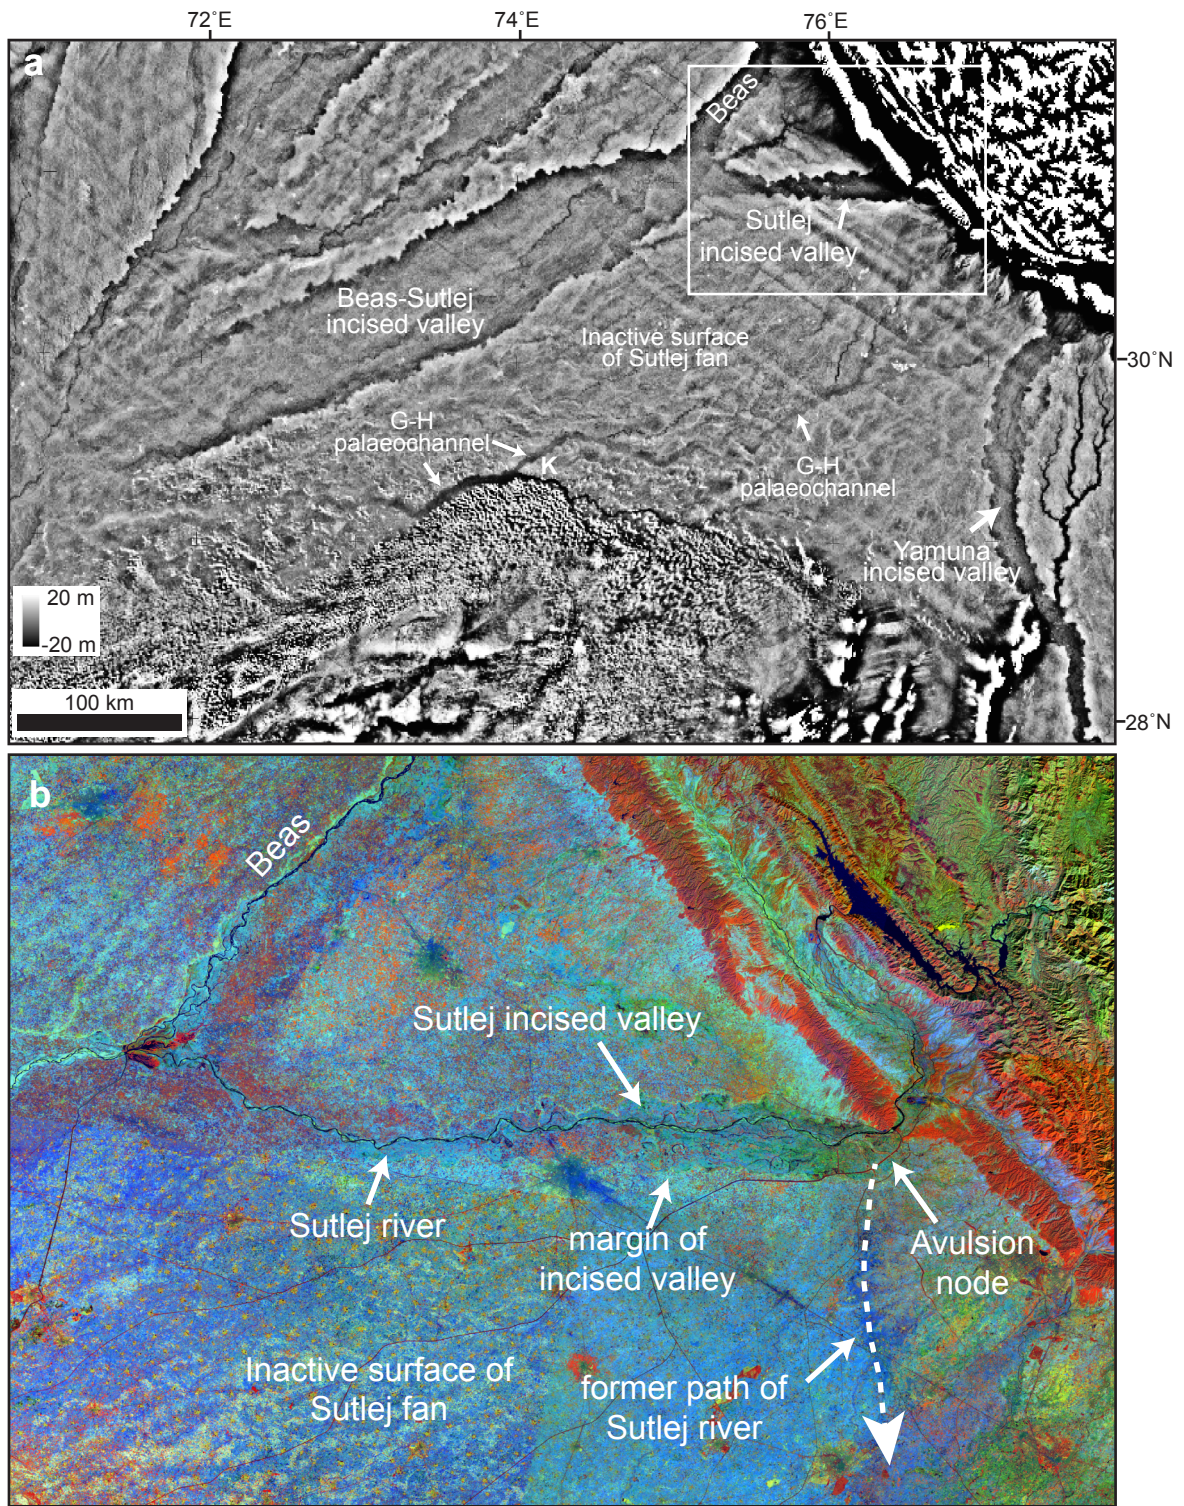 72˚E
74˚E
76˚E
a
Beas
Sutlej
incised valley
Beas-Sutlej
incised valley
Inactive surface
of Sutlej fan
30˚N
G-H
palaeochannel
K
G-H
palaeochannel
Yamuna
incised valley
20 m
-20 m
100 km
28˚N
b
Beas
Sutlej incised valley
Sutlej river
margin of
incised valley
Avulsion
node
Inactive surface of
Sutlej fan
former path of
Sutlej river